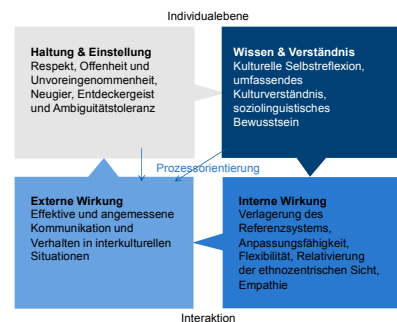 Individualebene
Haltung & Einstellung
Respekt, Offenheit und
Unvoreingenommenheit,
Neugier, Entdeckergeist
und Ambiguitätstoleranz
Wissen & Verständnis
Kulturelle Selbstreflexion,
umfassendes
Kulturverständnis,
soziolinguistisches
Bewusstsein
Prozessorientierung
Externe Wirkung
Effektive und angemessene
Kommunikation und
Verhalten in interkulturellen
Situationen
Interne Wirkung
Verlagerung des
Referenzsystems,
Anpassungsfähigkeit,
Flexibilität, Relativierung
der ethnozentrischen Sicht,
Empathie
Interaktion